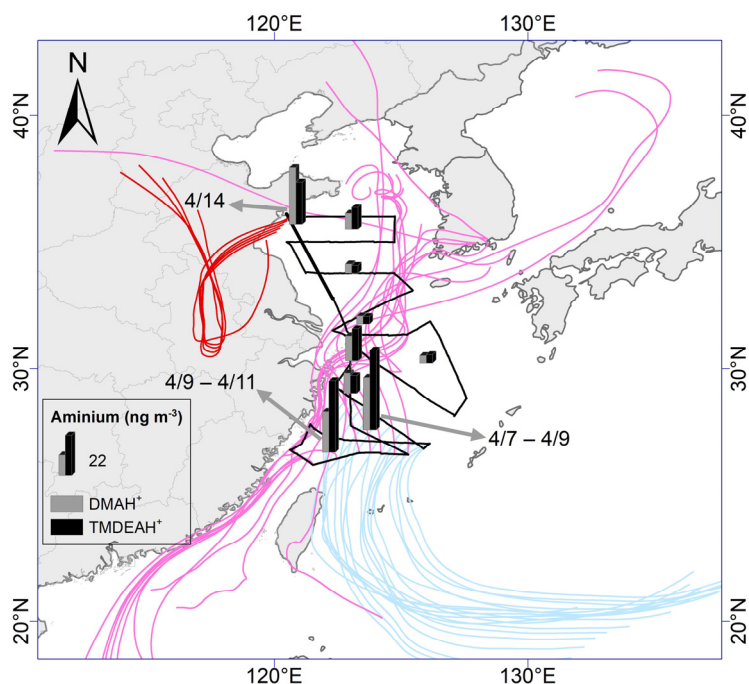 120°E 130°E
N
40°N 40°N
4/14
30°N 30°N
4/9 – 4/11
Aminium (ng m⁻³)
22
4/7 – 4/9
DMAH⁺
TMDEAH⁺
20°N 20°N
120°E 130°E